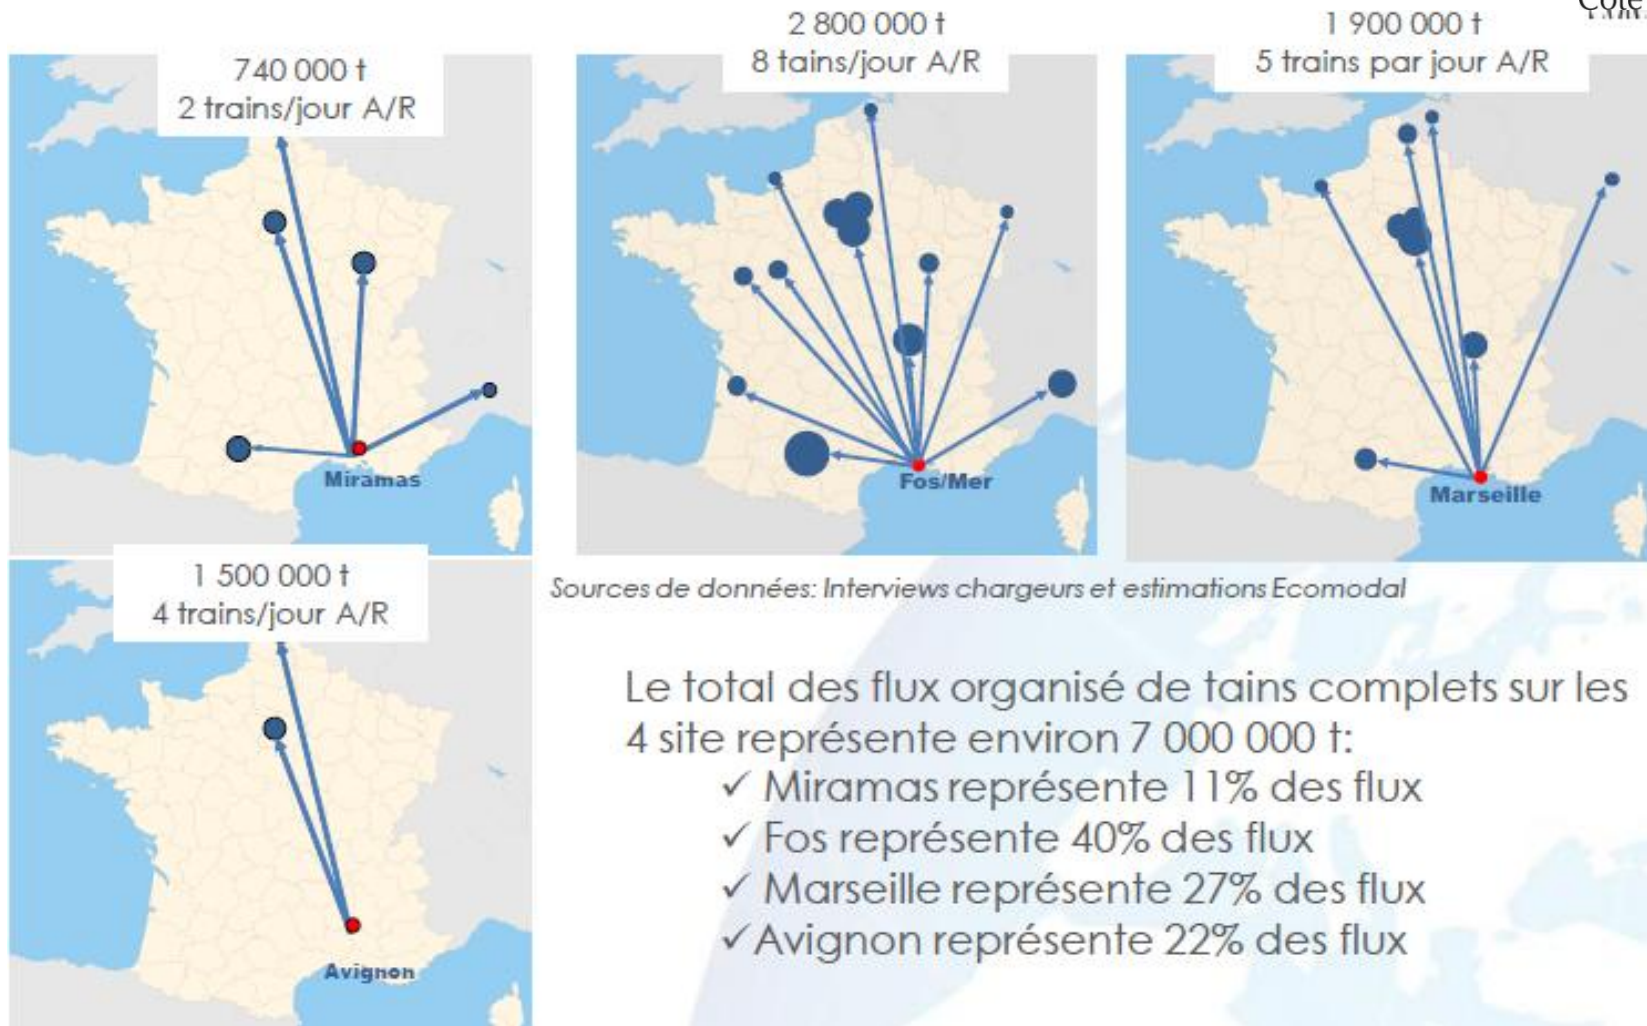 740 000 t
2 trains/jour A/R
Miramas
2 800 000 t
8 tains/jour A/R
Fos/Mer
1 900 000 t
5 trains par jour A/R
Marseille
1 500 000 t
4 trains/jour A/R
Avignon
Sources de données: Interviews chargeurs et estimations Ecomodal
Le total des flux organisé de tains complets sur les
4 site représente environ 7 000 000 t:
✓ Miramas représente 11% des flux
✓ Fos représente 40% des flux
✓ Marseille représente 27% des flux
✓ Avignon représente 22% des flux